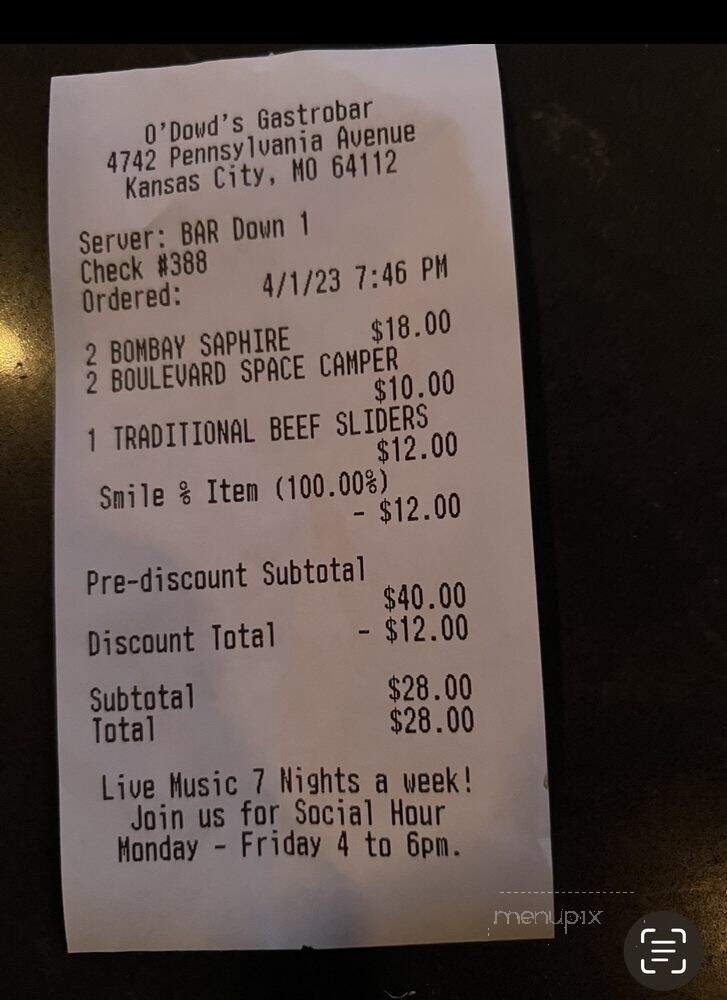 O'Dowd's Gastrobar
4742 Pennsylvania Avenue
Kansas City, MO 64112
Server: BAR Down 1
Check #388
Ordered: 4/1/23 7:46 PM
2 BOMBAY SAPHIRE $18.00
2 BOULEVARD SPACE CAMPER
$10.00
1 TRADITIONAL BEEF SLIDERS
$12.00
Smile % Item (100.00%)
- $12.00
Pre-discount Subtotal
$40.00
Discount Total - $12.00
Subtotal $28.00
Total $28.00
Live Music 7 Nights a week!
Join us for Social Hour
Monday - Friday 4 to 6pm.
menupix